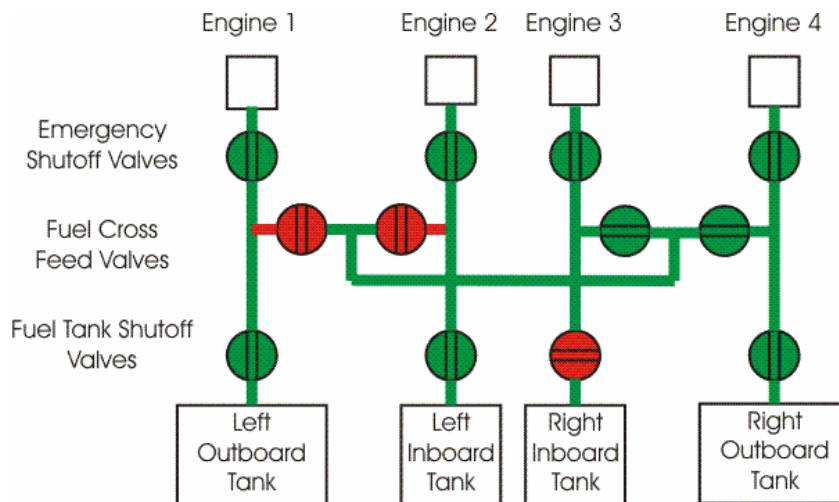 Engine 1
Engine 2
Engine 3
Engine 4
Emergency
Shutoff Valves
Fuel Cross
Feed Valves
Fuel Tank Shutoff
Valves
Left
Outboard
Tank
Left
Inboard
Tank
Right
Inboard
Tank
Right
Outboard
Tank